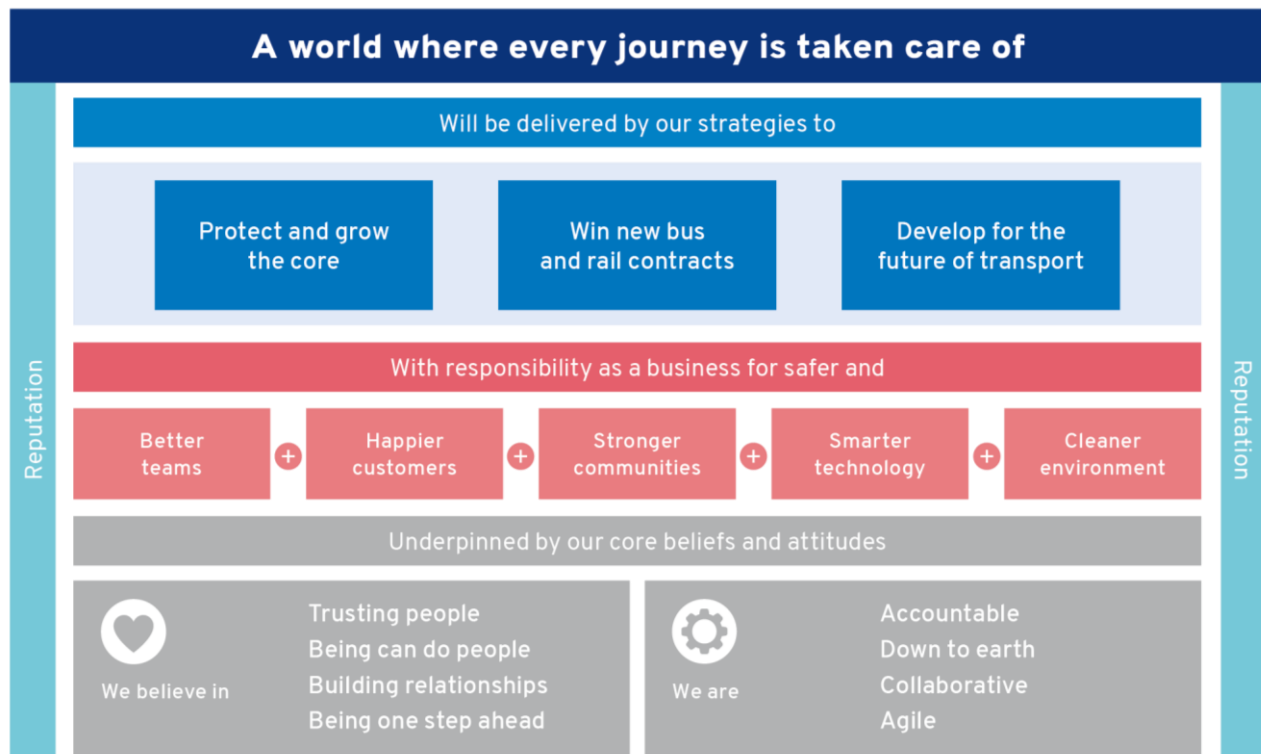 A world where every journey is taken care of
Will be delivered by our strategies to
Protect and grow
the core
Win new bus
and rail contracts
Develop for the
future of transport
Reputation
Reputation
With responsibility as a business for safer and
Better
teams
+
Happier
customers
+
Stronger
communities
+
Smarter
technology
+
Cleaner
environment
Underpinned by our core beliefs and attitudes
We believe in
Trusting people
Being can do people
Building relationships
Being one step ahead
We are
Accountable
Down to earth
Collaborative
Agile